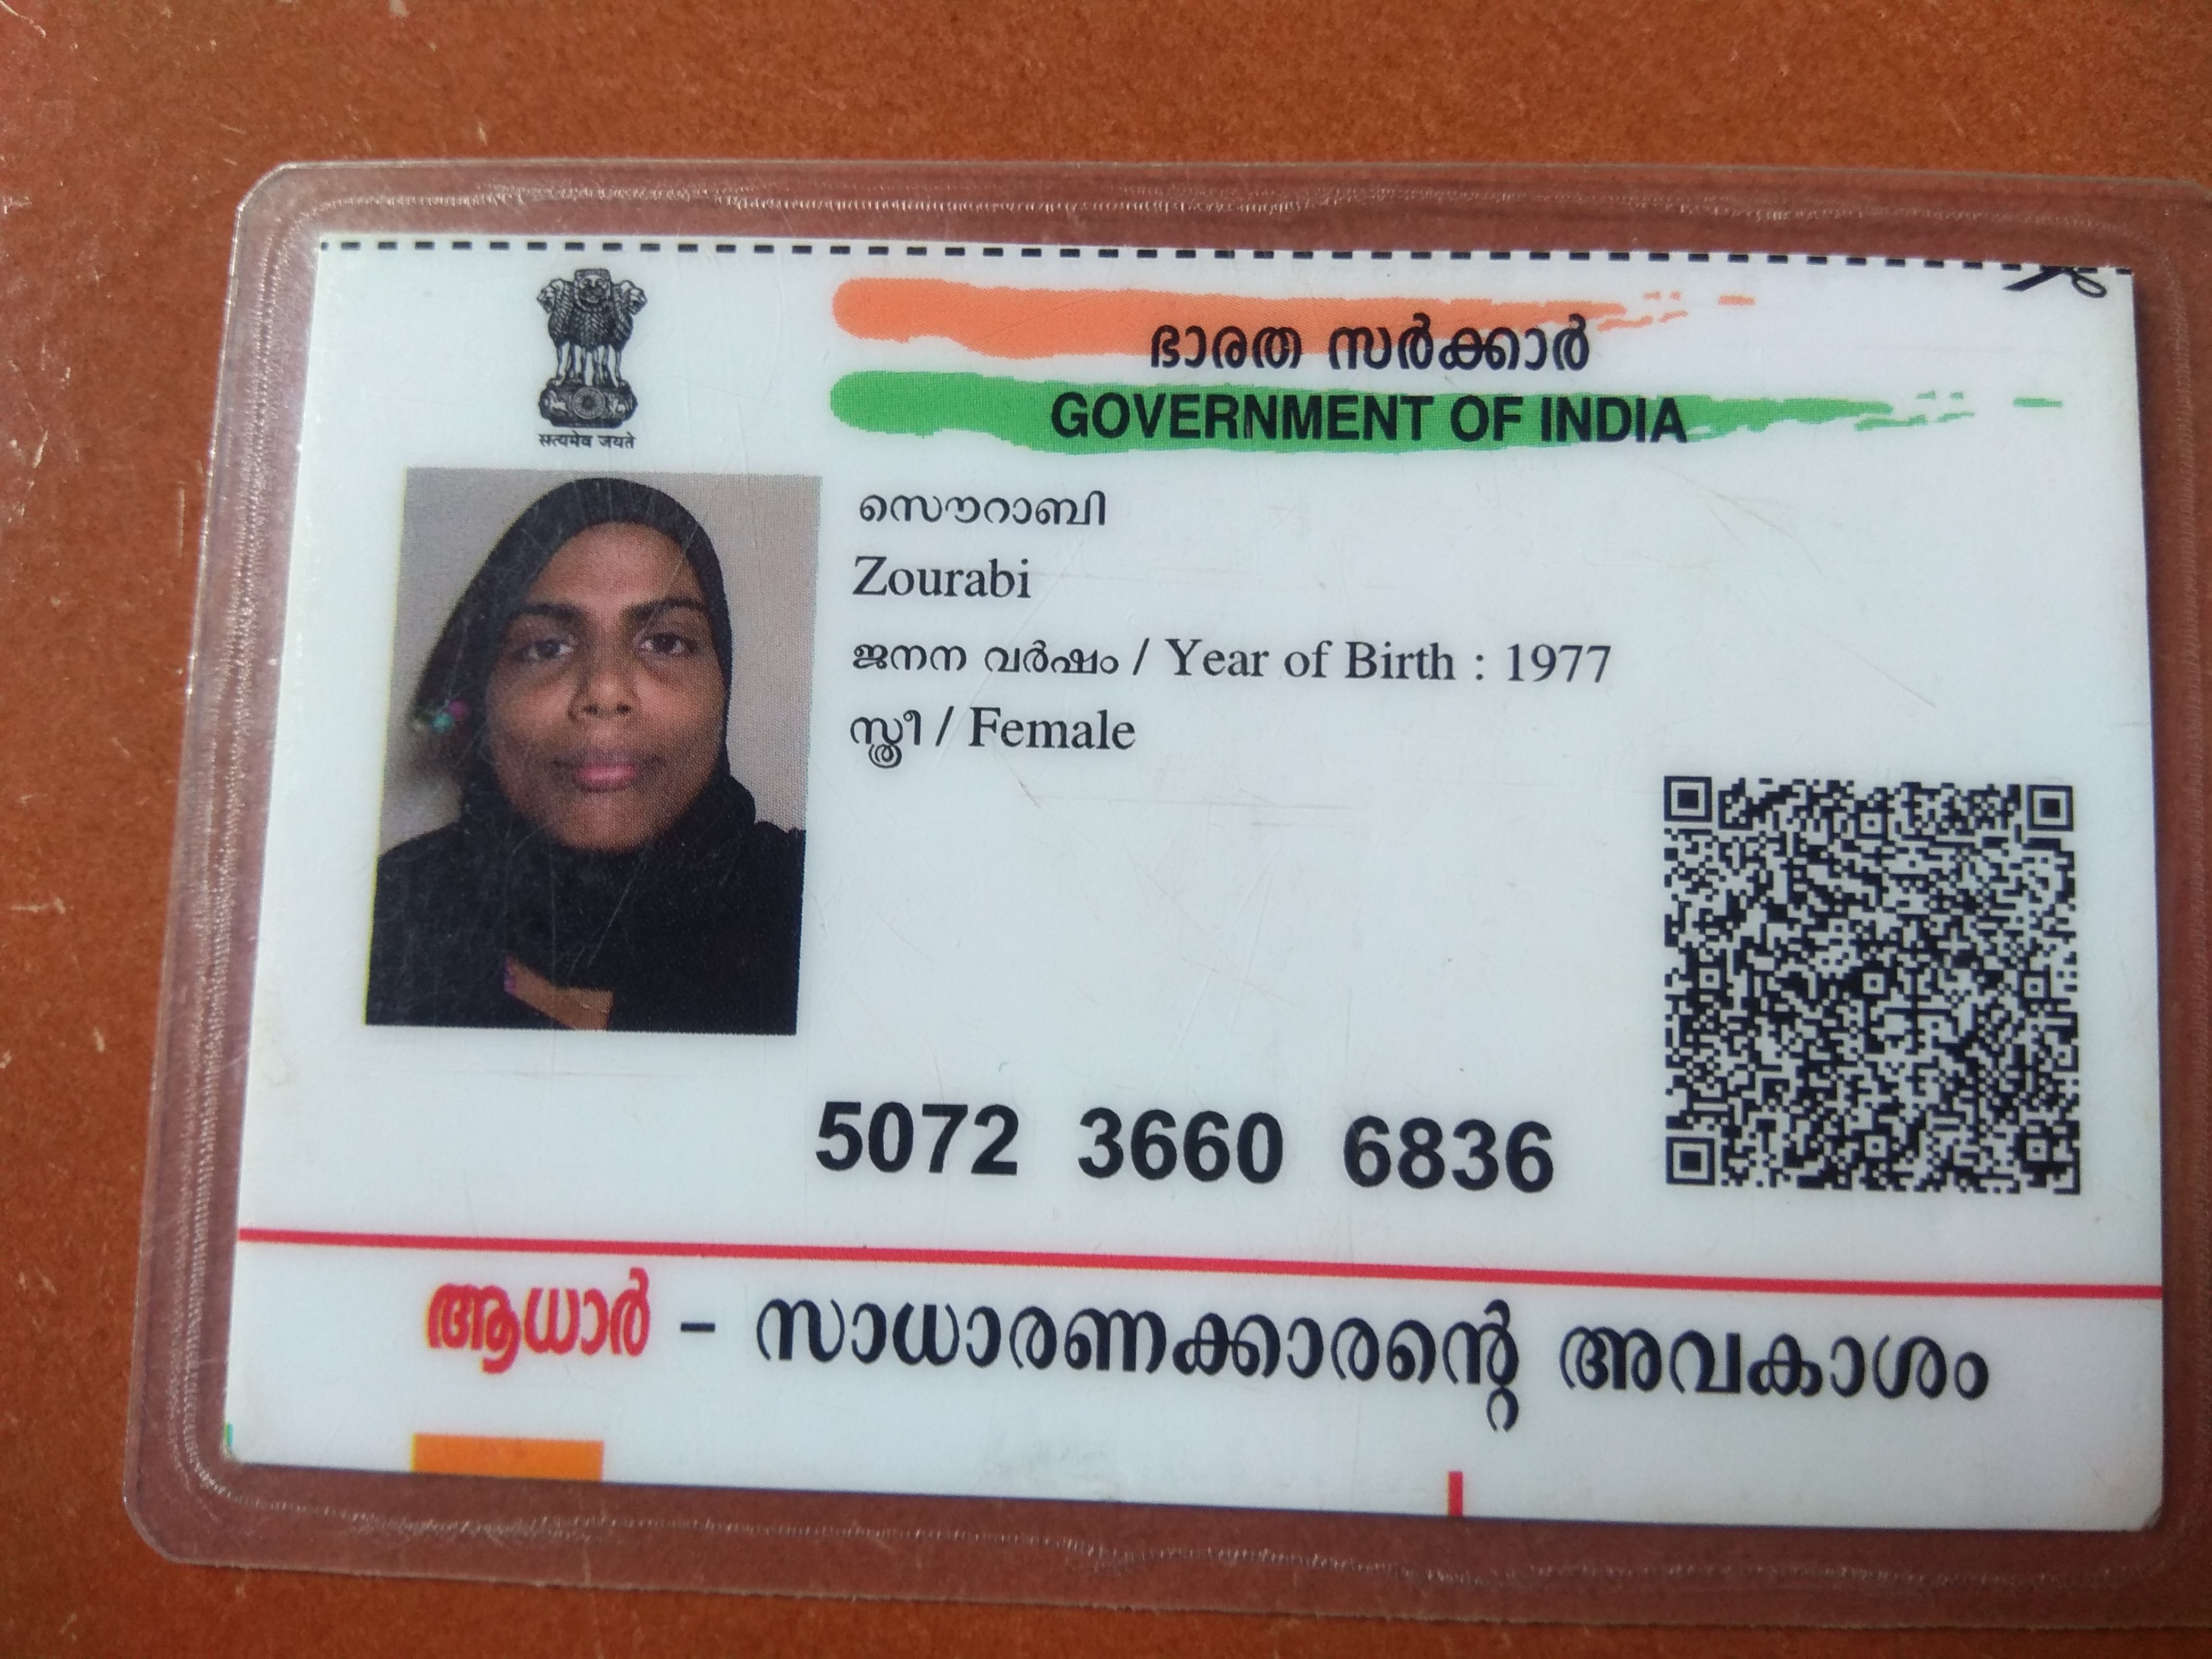 ഭാരത സർക്കാർ
GOVERNMENT OF INDIA
सत्यमेव जयते
സൌറാബി
Zourabi
ജനന വർഷം / Year of Birth : 1977
സ്ത്രീ / Female
5072 3660 6836
ആധാർ - സാധാരണക്കാരന്റെ അവകാശം